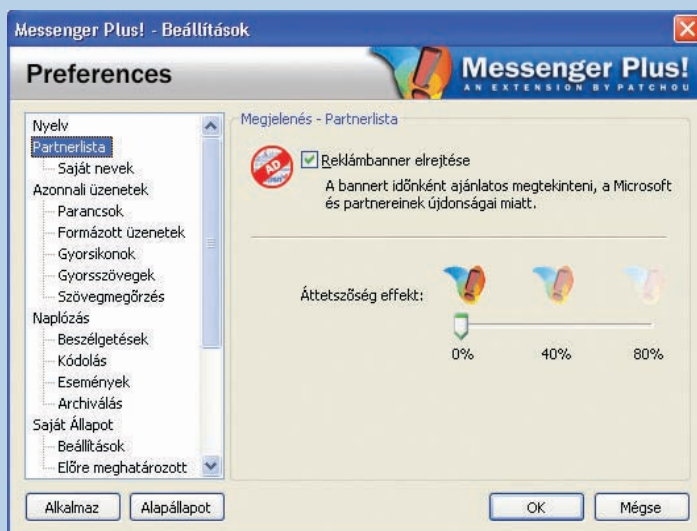 Messenger Plus! - Beállítások
Preferences
Messenger Plus!
AN EXTENSION BY PATCHOU
Nyelv
Partnerlista
Saját nevek
Azonnali üzenetek
Parancsok
Formázott üzenetek
Gyorsikonok
Gyorsszövegek
Szövegmegőrzés
Naplózás
Beszélgetések
Kódolás
Események
Archiválás
Saját Állapot
Beállítások
Előre meghatározott
Megjelenés - Partnerlista
AD
Reklámbanner elrejtése
A bannert időnként ajánlatos megtekinteni, a Microsoft
és partnereinek újdonságai miatt.
Áttetszőség effekt:
0% 40% 80%
Alkalmaz Alapállapot OK Mégse